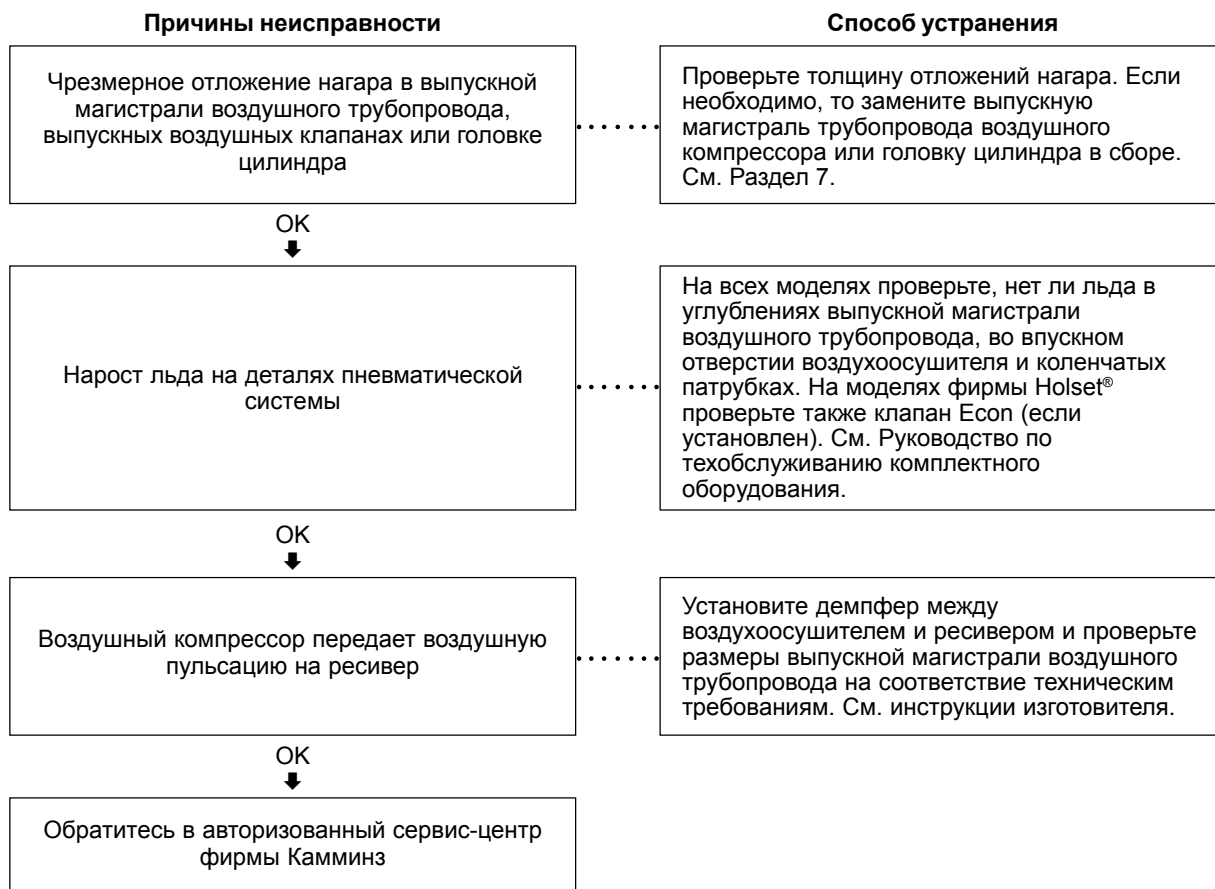 Причины неисправности
Способ устранения
Чрезмерное отложение нагара в выпускной
магистрали воздушного трубопровода,
выпускных воздушных клапанах или головке
цилиндра
Проверьте толщину отложений нагара. Если
необходимо, то замените выпускную
магистраль трубопровода воздушного
компрессора или головку цилиндра в сборе.
См. Раздел 7.
OK
Нарост льда на деталях пневматической
системы
На всех моделях проверьте, нет ли льда в
углублениях выпускной магистрали
воздушного трубопровода, во впускном
отверстии воздухоосушителя и коленчатых
патрубках. На моделях фирмы Holset®
проверьте также клапан Econ (если
установлен). См. Руководство по
техобслуживанию комплектного
оборудования.
OK
Воздушный компрессор передает воздушную
пульсацию на ресивер
Установите демпфер между
воздухоосушителем и ресивером и проверьте
размеры выпускной магистрали воздушного
трубопровода на соответствие техническим
требованиям. См. инструкции изготовителя.
OK
Обратитесь в авторизованный сервис-центр
фирмы Камминз